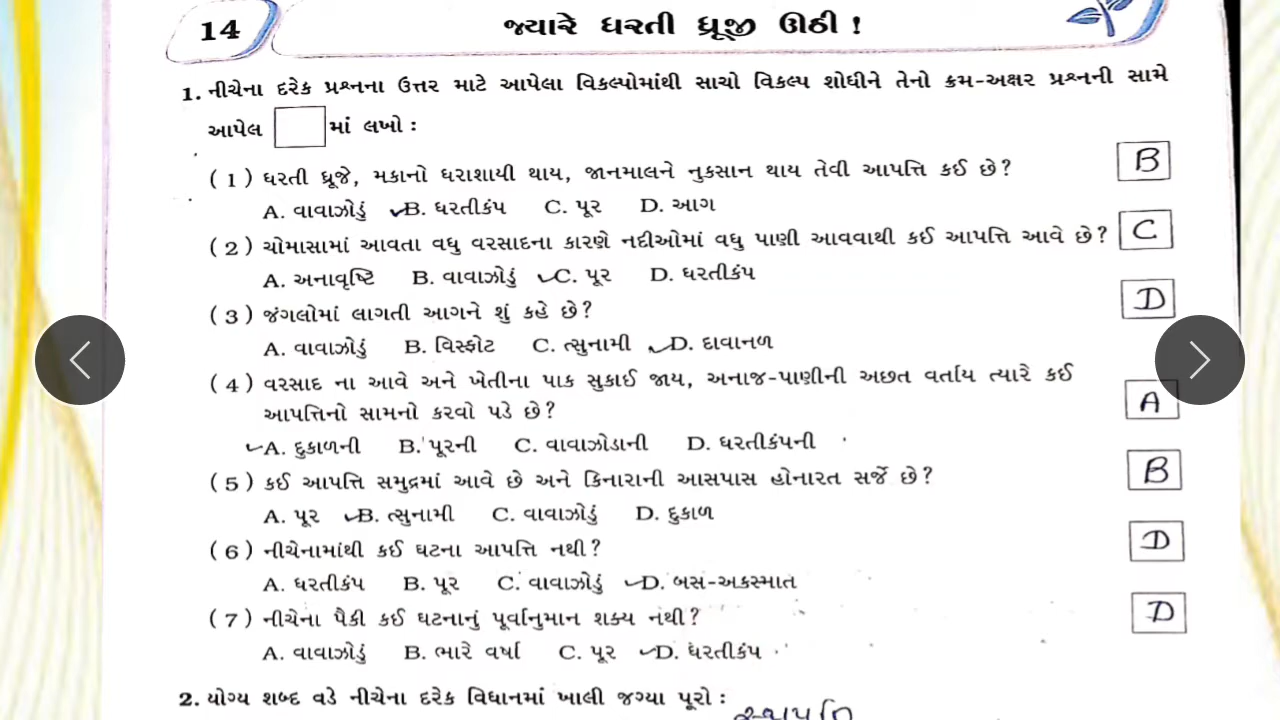 14
જ્યારે ધરતી ધ્રૂજી ઊઠી !
1. નીચેના દરેક પ્રશ્નના ઉત્તર માટે આપેલા વિકલ્પોમાંથી સાચો વિકલ્પ શોધીને તેનો ક્રમ-અક્ષર પ્રશ્નની સામે
આપેલ માં લખો :
( 1 ) ધરતી ધ્રૂજે, મકાનો ધરાશાયી થાય, જાનમાલને નુકસાન થાય તેવી આપત્તિ કઈ છે? B
A. વાવાઝોડું ✓B. ધરતીકંપ C. પૂર D. આગ
( 2 ) ચોમાસામાં આવતા વધુ વરસાદના કારણે નદીઓમાં વધુ પાણી આવવાથી કઈ આપત્તિ આવે છે? C
A. અનાવૃષ્ટિ B. વાવાઝોડું ✓C. પૂર D. ધરતીકંપ
( 3 ) જંગલોમાં લાગતી આગને શું કહે છે? D
A. વાવાઝોડું B. વિસ્ફોટ C. ત્સુનામી ✓D. દાવાનળ
( 4 ) વરસાદ ના આવે અને ખેતીના પાક સુકાઈ જાય, અનાજ-પાણીની અછત વર્તાય ત્યારે કઈ
આપત્તિનો સામનો કરવો પડે છે? A
✓A. દુકાળની B. પૂરની C. વાવાઝોડાની D. ધરતીકંપની
( 5 ) કઈ આપત્તિ સમુદ્રમાં આવે છે અને કિનારાની આસપાસ હોનારત સર્જે છે? B
A. પૂર ✓B. ત્સુનામી C. વાવાઝોડું D. દુકાળ
( 6 ) નીચેનામાંથી કઈ ઘટના આપત્તિ નથી? D
A. ધરતીકંપ B. પૂર C. વાવાઝોડું ✓D. બસ-અકસ્માત
( 7 ) નીચેના પૈકી કઈ ઘટનાનું પૂર્વાનુમાન શક્ય નથી? D
A. વાવાઝોડું B. ભારે વર્ષા C. પૂર ✓D. ધરતીકંપ
2. યોગ્ય શબ્દ વડે નીચેના દરેક વિધાનમાં ખાલી જગ્યા પૂરો :